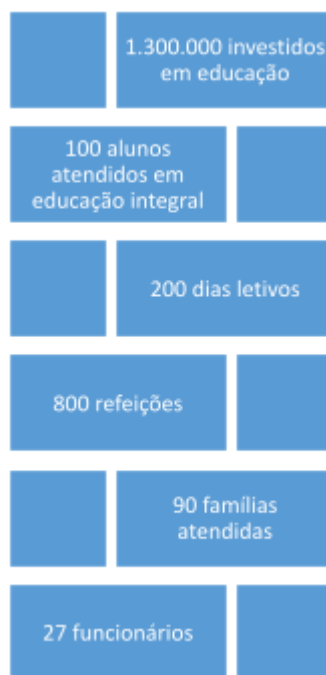 1.300.000 investidos
em educação
100 alunos
atendidos em
educação integral
200 dias letivos
800 refeições
90 famílias
atendidas
27 funcionários